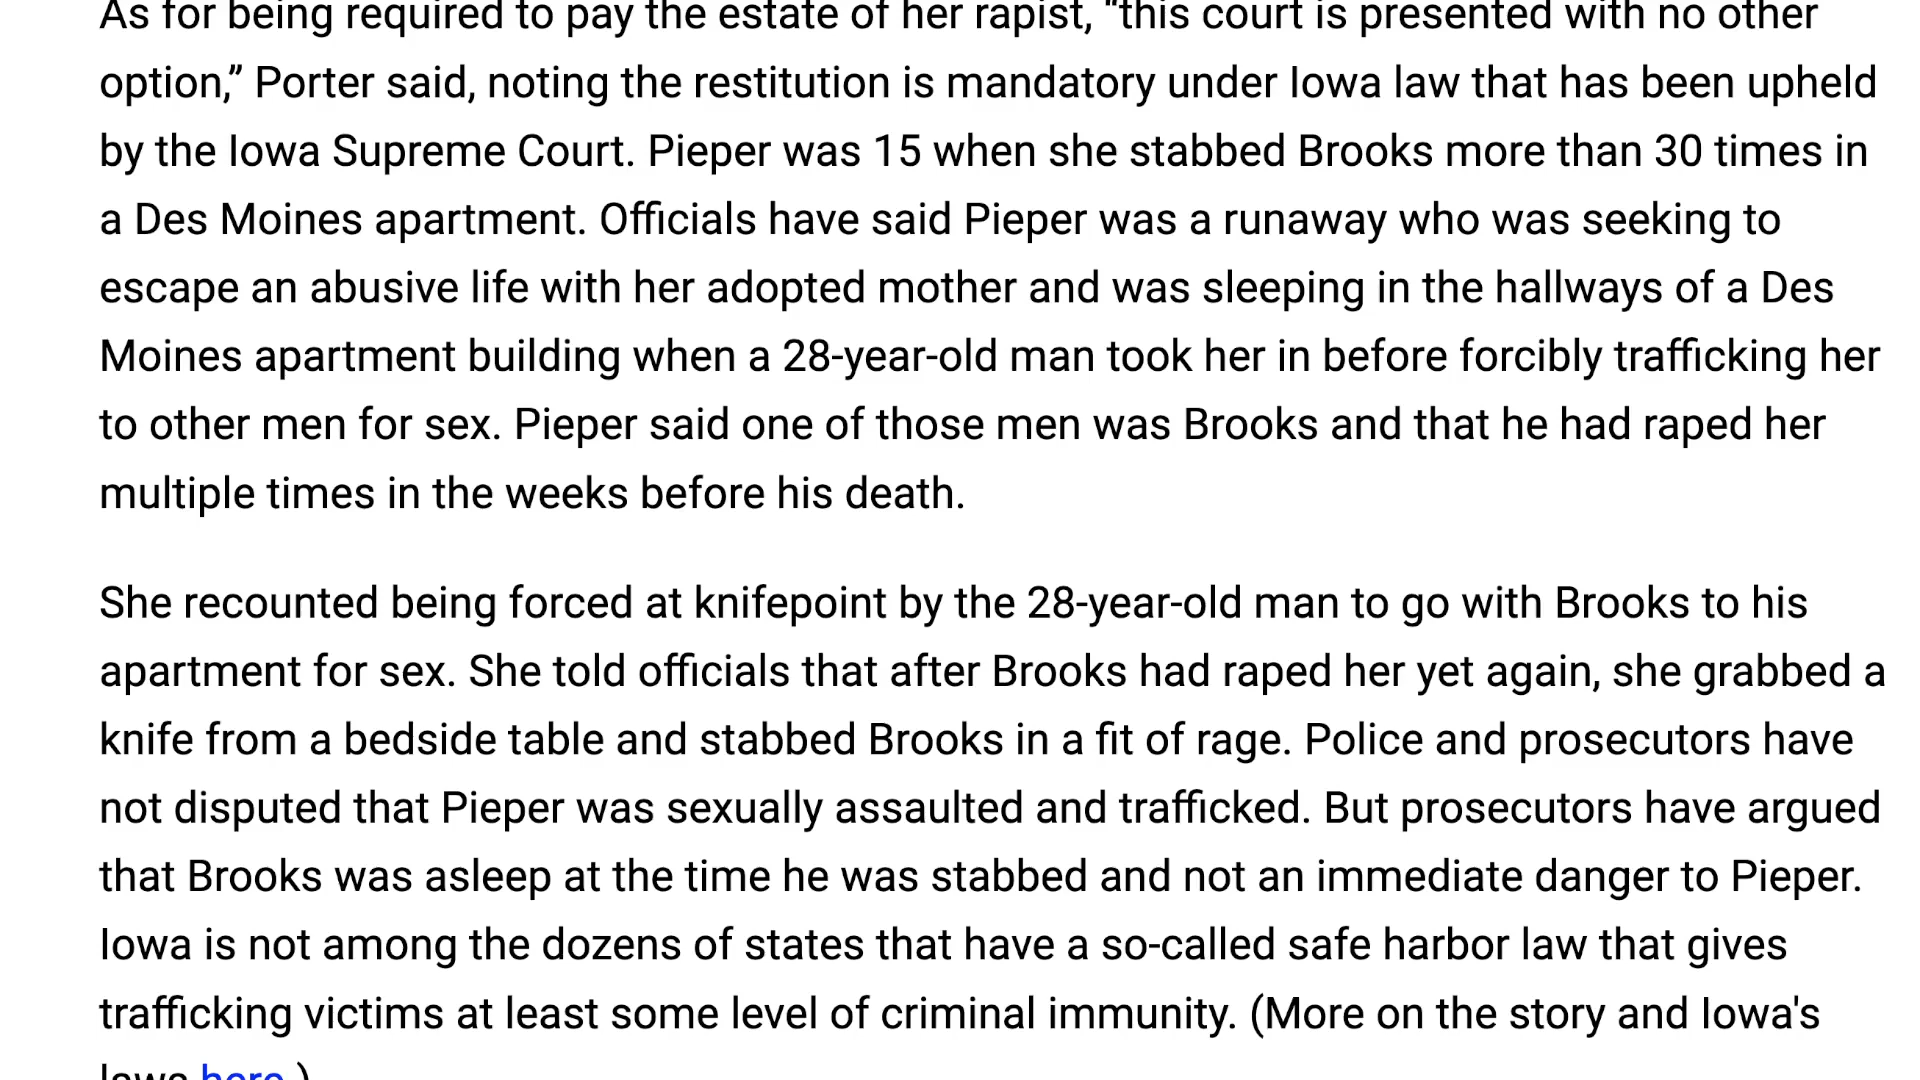 As for being required to pay the estate of her rapist, “this court is presented with no other
option,” Porter said, noting the restitution is mandatory under Iowa law that has been upheld
by the Iowa Supreme Court. Pieper was 15 when she stabbed Brooks more than 30 times in
a Des Moines apartment. Officials have said Pieper was a runaway who was seeking to
escape an abusive life with her adopted mother and was sleeping in the hallways of a Des
Moines apartment building when a 28-year-old man took her in before forcibly trafficking her
to other men for sex. Pieper said one of those men was Brooks and that he had raped her
multiple times in the weeks before his death.
She recounted being forced at knifepoint by the 28-year-old man to go with Brooks to his
apartment for sex. She told officials that after Brooks had raped her yet again, she grabbed a
knife from a bedside table and stabbed Brooks in a fit of rage. Police and prosecutors have
not disputed that Pieper was sexually assaulted and trafficked. But prosecutors have argued
that Brooks was asleep at the time he was stabbed and not an immediate danger to Pieper.
Iowa is not among the dozens of states that have a so-called safe harbor law that gives
trafficking victims at least some level of criminal immunity. (More on the story and Iowa's
laws here.)